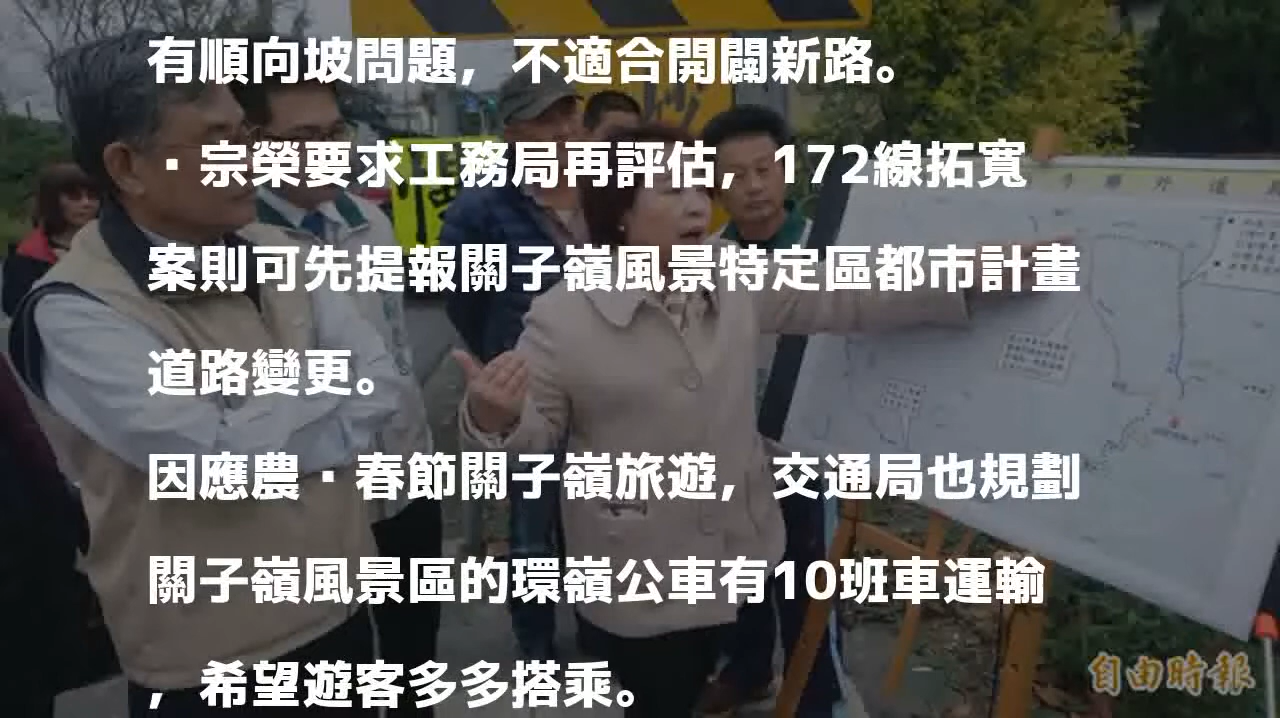 有順向坡問題，不適合開闢新路。
·宗榮要求工務局再評估，172線拓寬
案則可先提報關子嶺風景特定區都市計畫
道路變更。
因應農·春節關子嶺旅遊，交通局也規劃
關子嶺風景區的環嶺公車有10班車運輸
，希望遊客多多搭乘。
自由時報